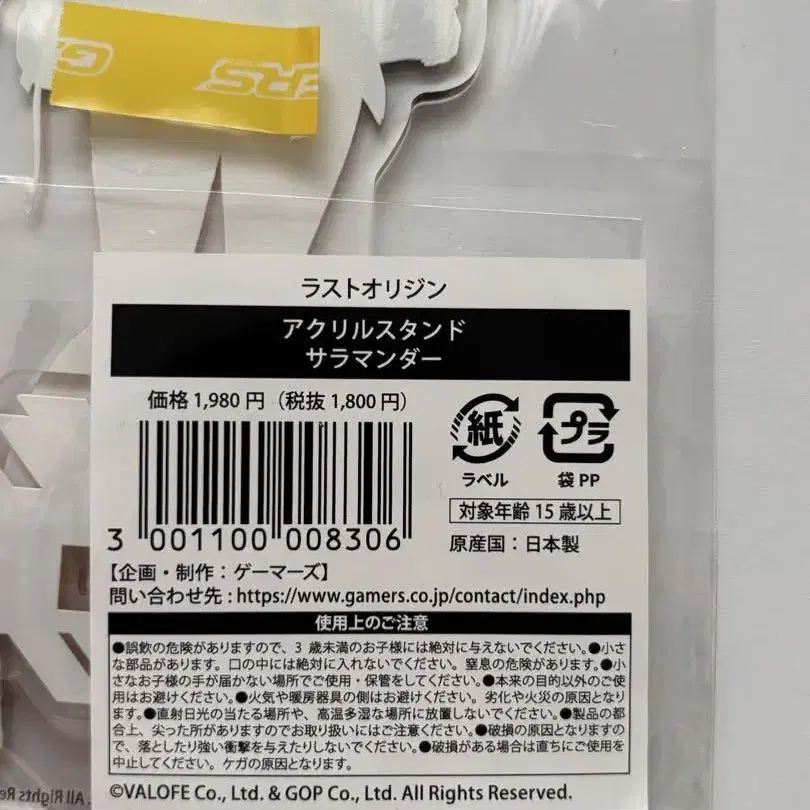 G
ERS
ラストオリジン
アクリルスタンド
サラマンダー
価格 1,980 円（税抜 1,800 円）
紙
プラ
ラベル
袋 PP
対象年齢 15 歳以上
3 001100 008306
原産国：日本製
【企画・制作：ゲーマーズ】
問い合わせ先：https://www.gamers.co.jp/contact/index.php
使用上のご注意
●誤飲の危険がありますので、3 歳未満のお子様には絶対に与えないでください。●小さ
な部品があります。口の中には絶対に入れないでください。窒息の危険があります。●小
さなお子様の手が届かない場所でご使用・保管をしてください。●本来の目的以外のご使
用はお避けください。●火気や暖房器具の側はお避けください。劣化や火災の原因となり
ます。●直射日光の当たる場所や、高温多湿な場所に放置しないでください。●製品の都
合上、尖った所がありますのでお取り扱いにはご注意ください。●破損の原因となります
ので、落としたり強い衝撃を与えたりしないでください。●破損がある場合は直ちにご使用を
中止してください。ケガの原因となります。
©VALOFE Co., Ltd. & GOP Co., Ltd. All Rights Reserved.
. All Rights Re